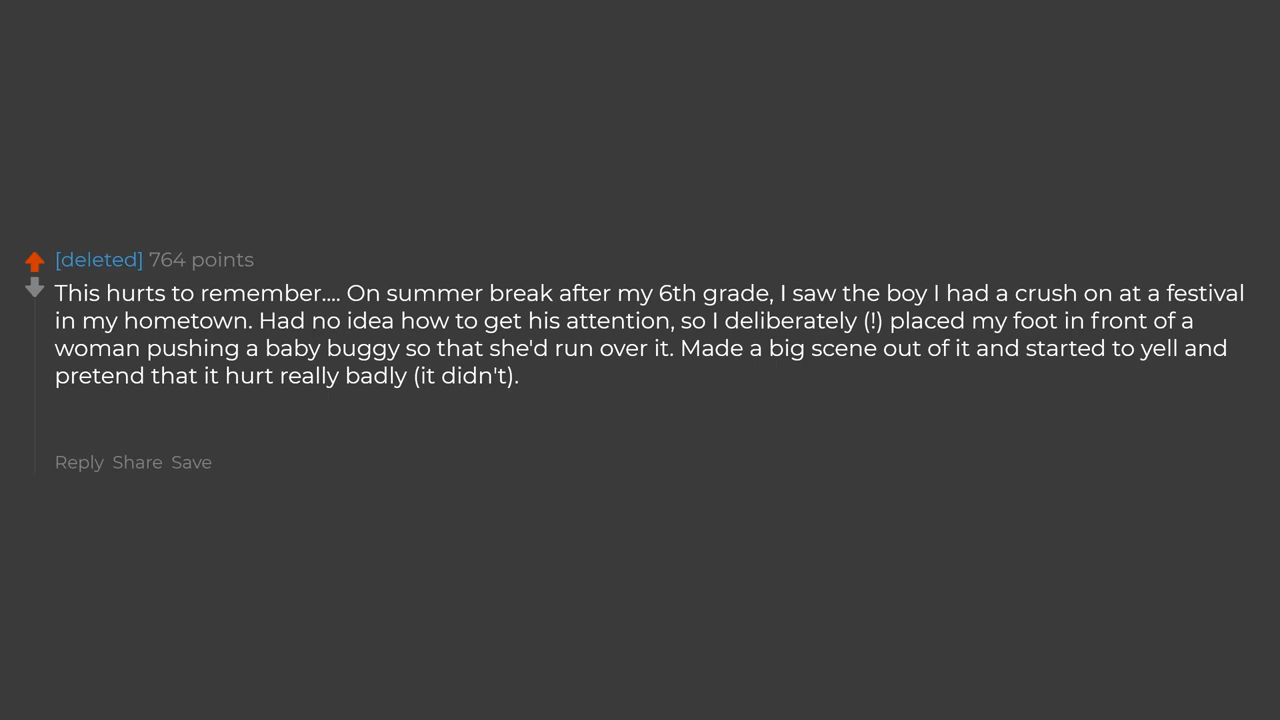 [deleted] 764 points
This hurts to remember.... On summer break after my 6th grade, I saw the boy I had a crush on at a festival
in my hometown. Had no idea how to get his attention, so I deliberately (!) placed my foot in front of a
woman pushing a baby buggy so that she'd run over it. Made a big scene out of it and started to yell and
pretend that it hurt really badly (it didn't).
Reply Share Save